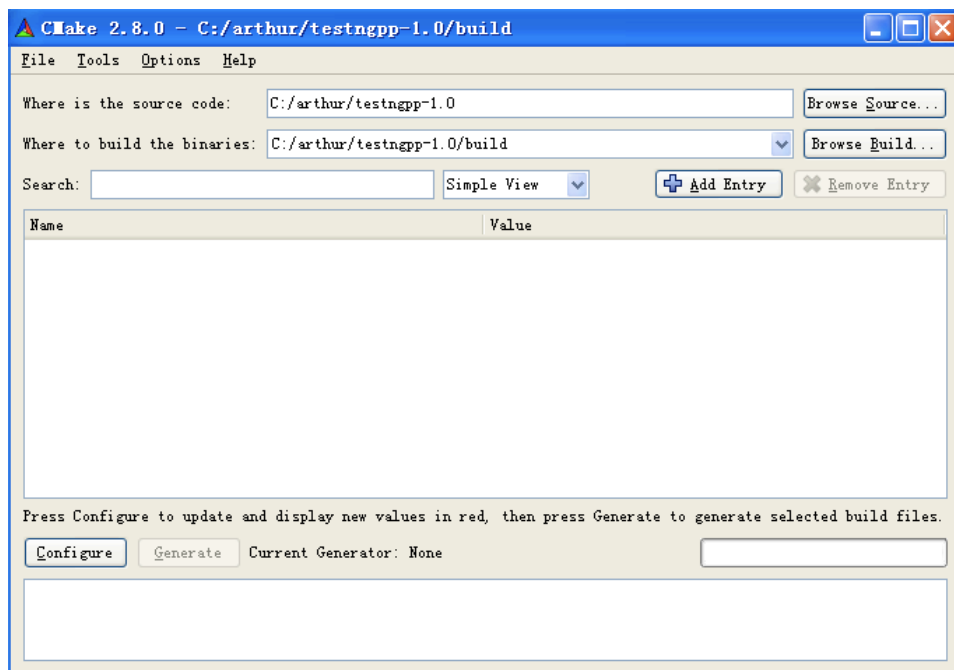 CMake 2.8.0 - C:/arthur/testngpp-1.0/build
File Tools Options Help
Where is the source code: C:/arthur/testngpp-1.0 Browse Source...
Where to build the binaries: C:/arthur/testngpp-1.0/build Browse Build...
Search: Simple View Add Entry Remove Entry
Name Value
Press Configure to update and display new values in red, then press Generate to generate selected build files.
Configure Generate Current Generator: None